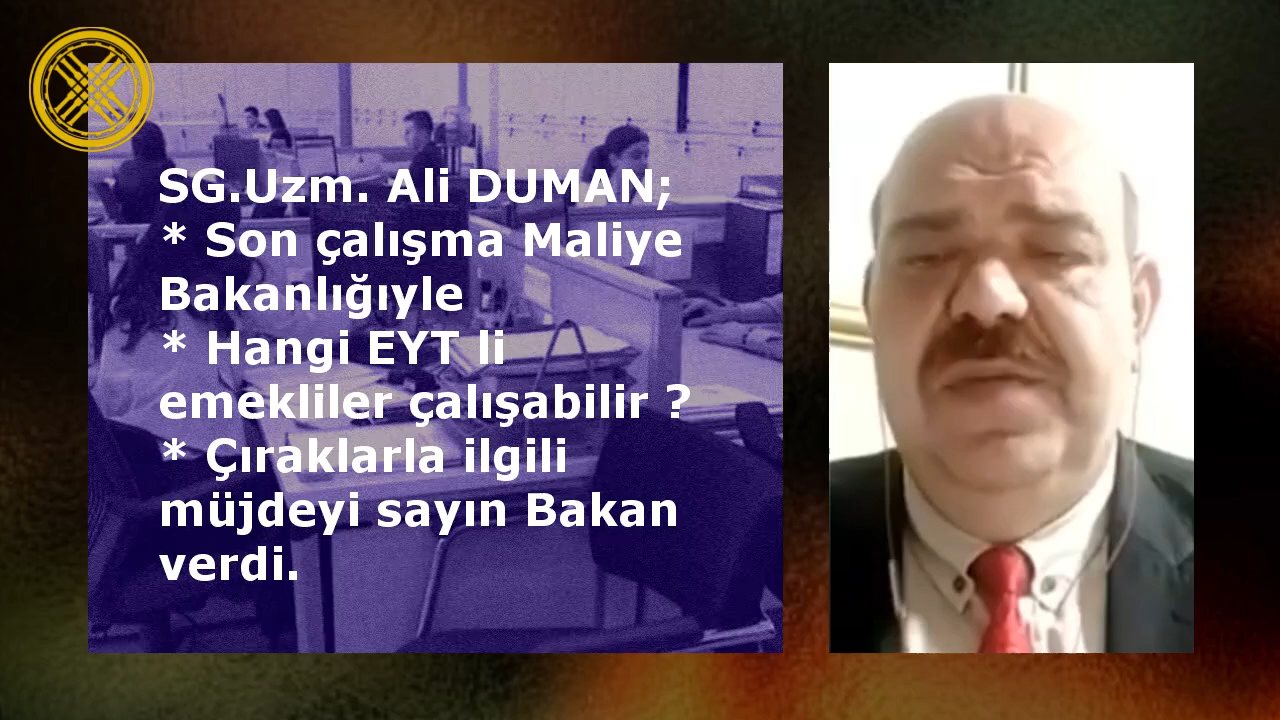 SG.Uzm. Ali DUMAN;
* Son çalışma Maliye
Bakanlığıyle
* Hangi EYT li
emekliler çalışabilir ?
* Çıraklarla ilgili
müjdeyi sayın Bakan
verdi.